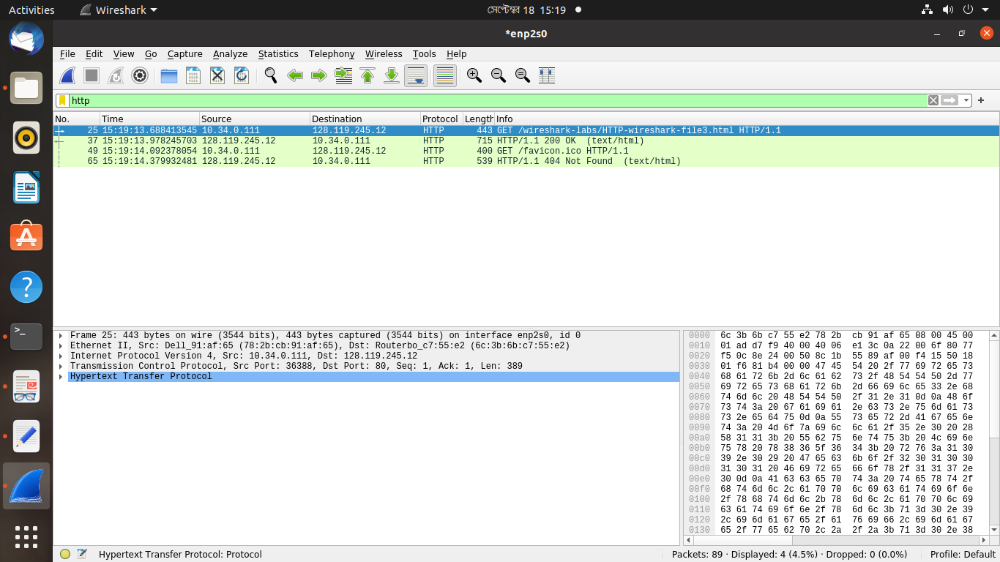 Activities Wireshark সেপ্টেম্বর 18 15:19
*enp2s0
File Edit View Go Capture Analyze Statistics Telephony Wireless Tools Help
http
No. Time Source Destination Protocol Length Info
25 15:19:13.688413545 10.34.0.111 128.119.245.12 HTTP 443 GET /wireshark-labs/HTTP-wireshark-file3.html HTTP/1.1
37 15:19:13.978245703 128.119.245.12 10.34.0.111 HTTP 715 HTTP/1.1 200 OK (text/html)
49 15:19:14.092378054 10.34.0.111 128.119.245.12 HTTP 400 GET /favicon.ico HTTP/1.1
65 15:19:14.379932481 128.119.245.12 10.34.0.111 HTTP 539 HTTP/1.1 404 Not Found (text/html)
Frame 25: 443 bytes on wire (3544 bits), 443 bytes captured (3544 bits) on interface enp2s0, id 0
Ethernet II, Src: Dell_91:af:65 (78:2b:cb:91:af:65), Dst: Routerbo_c7:55:e2 (6c:3b:6b:c7:55:e2)
Internet Protocol Version 4, Src: 10.34.0.111, Dst: 128.119.245.12
Transmission Control Protocol, Src Port: 36388, Dst Port: 80, Seq: 1, Ack: 1, Len: 389
Hypertext Transfer Protocol
0000 6c 3b 6b c7 55 e2 78 2b cb 91 af 65 08 00 45 00
0010 01 ad d7 f9 40 00 40 06 e1 3c 0a 22 00 6f 80 77
0020 f5 0c 8e 24 00 50 8c 1b 55 89 af 00 f4 15 50 18
0030 01 f6 81 b4 00 00 47 45 54 20 2f 77 69 72 65 73
0040 68 61 72 6b 2d 6c 61 62 73 2f 48 54 54 50 2d 77
0050 69 72 65 73 68 61 72 6b 2d 66 69 6c 65 33 2e 68
0060 74 6d 6c 20 48 54 54 50 2f 31 2e 31 0d 0a 48 6f
0070 73 74 3a 20 67 61 69 61 2e 63 73 2e 75 6d 61 73
0080 73 2e 65 64 75 0d 0a 55 73 65 72 2d 41 67 65 6e
0090 74 3a 20 4d 6f 7a 69 6c 6c 61 2f 35 2e 30 20 28
00a0 58 31 31 3b 20 55 62 75 6e 74 75 3b 20 4c 69 6e
00b0 75 78 20 78 38 36 5f 36 34 3b 20 72 76 3a 31 30
00c0 39 2e 30 29 20 47 65 63 6b 6f 2f 32 30 31 30 30
00d0 31 30 31 20 46 69 72 65 66 6f 78 2f 31 31 37 2e
00e0 30 0d 0a 41 63 63 65 70 74 3a 20 74 65 78 74 2f
00f0 68 74 6d 6c 2c 61 70 70 6c 69 63 61 74 69 6f 6e
0100 2f 78 68 74 6d 6c 2b 78 6d 6c 2c 61 70 70 6c 69
0110 63 61 74 69 6f 6e 2f 78 6d 6c 3b 71 3d 30 2e 39
0120 2c 69 6d 61 67 65 2f 61 76 69 66 2c 69 6d 61 67
0130 65 2f 77 65 62 70 2c 2a 2f 2a 3b 71 3d 30 2e 38
Hypertext Transfer Protocol: Protocol Packets: 89 · Displayed: 4 (4.5%) · Dropped: 0 (0.0%) Profile: Default